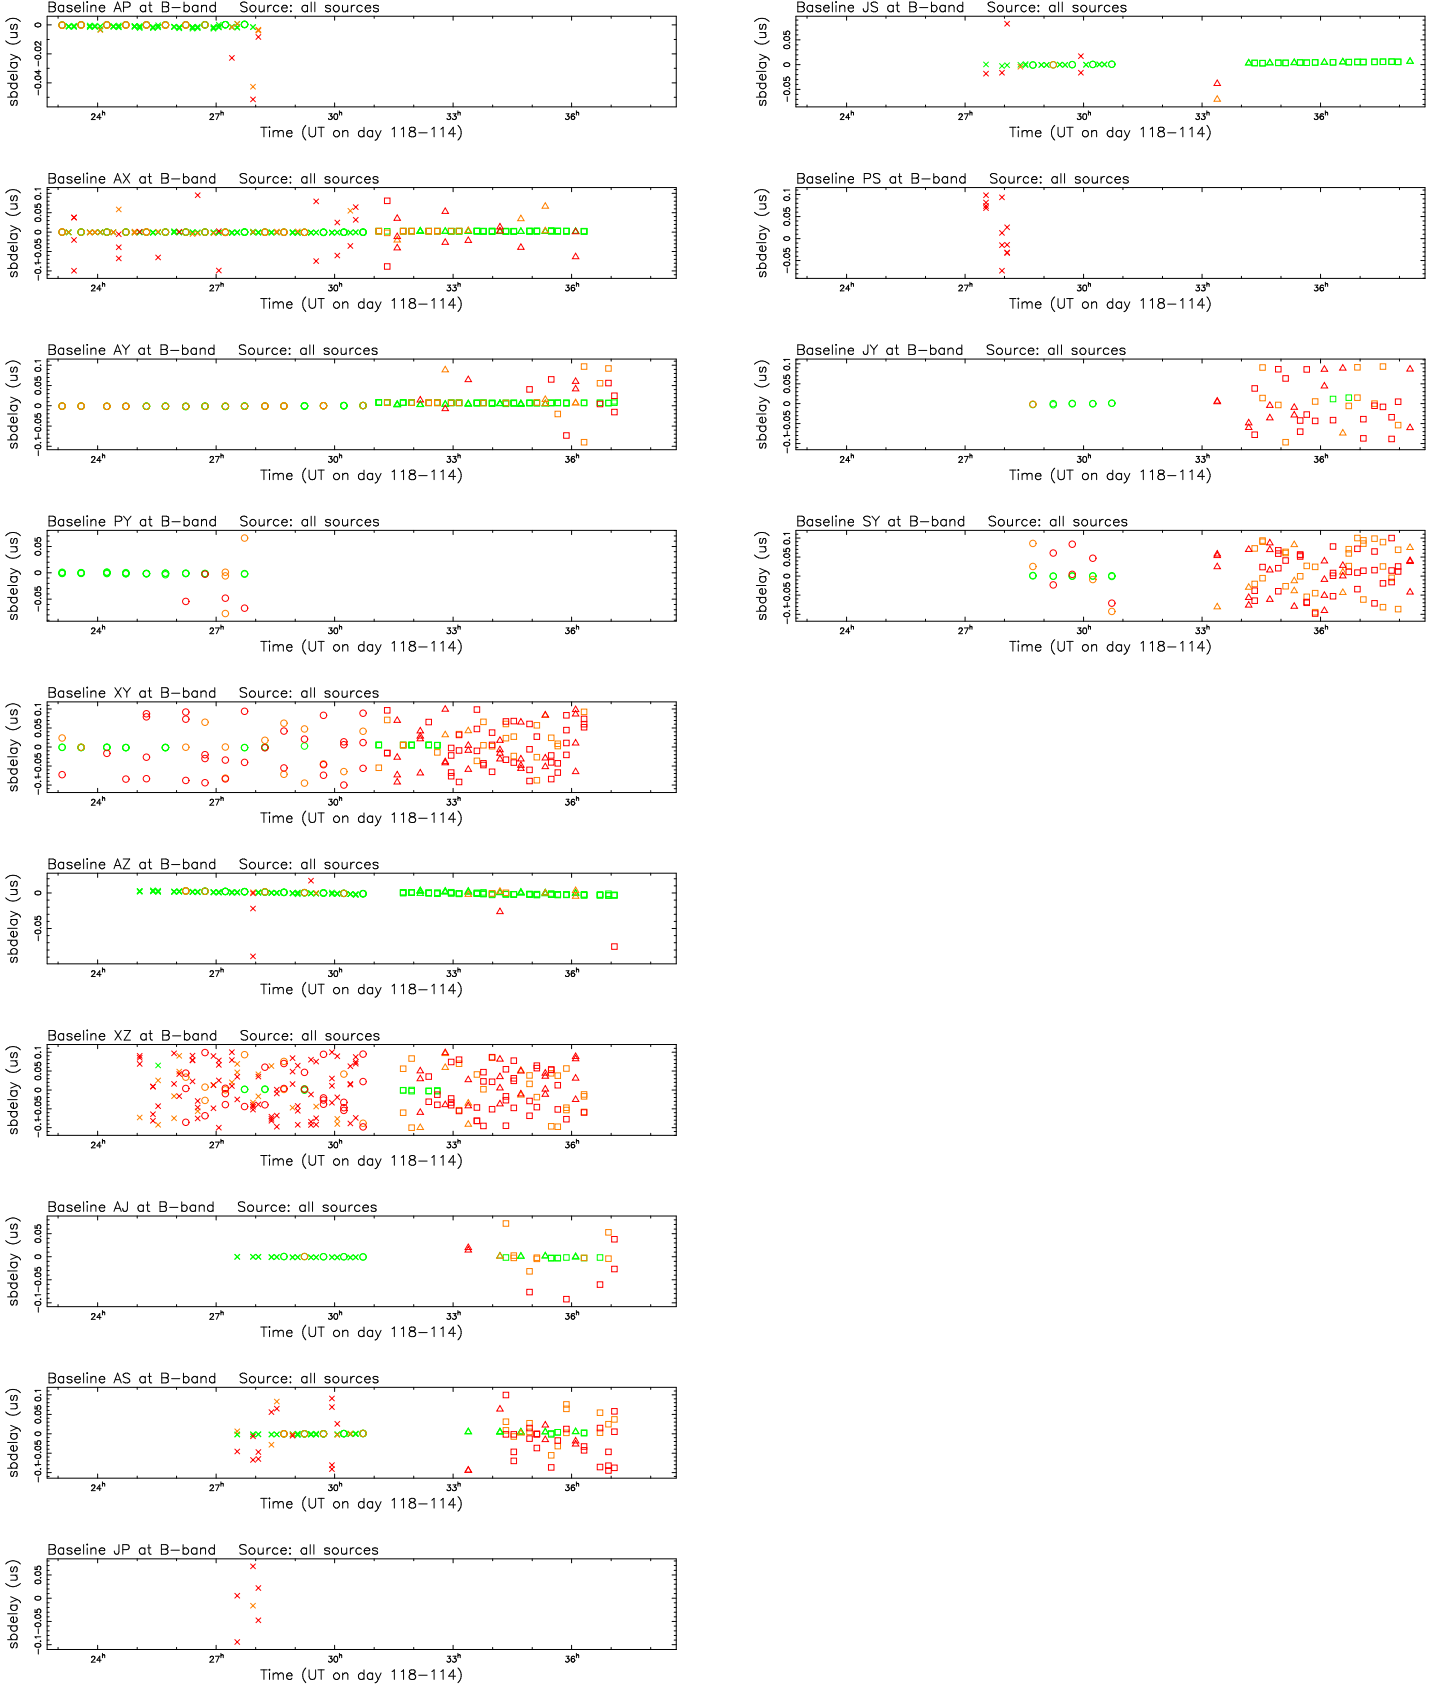 Baseline AP at B-band Source: all sources
sbdelay (us)
0 -0.02 -0.04
24h 27h 30h 33h 36h
Time (UT on day 118-114)
Baseline JS at B-band Source: all sources
sbdelay (us)
0.05 0 -0.05
24h 27h 30h 33h 36h
Time (UT on day 118-114)
Baseline AX at B-band Source: all sources
sbdelay (us)
0.1 0.05 0 -0.05 -0.1
24h 27h 30h 33h 36h
Time (UT on day 118-114)
Baseline PS at B-band Source: all sources
sbdelay (us)
0.1 0.05 0 -0.05
24h 27h 30h 33h 36h
Time (UT on day 118-114)
Baseline AY at B-band Source: all sources
sbdelay (us)
0.1 0.05 0 -0.05 -0.1
24h 27h 30h 33h 36h
Time (UT on day 118-114)
Baseline JY at B-band Source: all sources
sbdelay (us)
0.1 0.05 0 -0.05 -0.1
24h 27h 30h 33h 36h
Time (UT on day 118-114)
Baseline PY at B-band Source: all sources
sbdelay (us)
0.05 0 -0.05
24h 27h 30h 33h 36h
Time (UT on day 118-114)
Baseline SY at B-band Source: all sources
sbdelay (us)
0.1 0.05 0 -0.05 -0.1
24h 27h 30h 33h 36h
Time (UT on day 118-114)
Baseline XY at B-band Source: all sources
sbdelay (us)
0.1 0.05 0 -0.05 -0.1
24h 27h 30h 33h 36h
Time (UT on day 118-114)
Baseline AZ at B-band Source: all sources
sbdelay (us)
0 -0.05
24h 27h 30h 33h 36h
Time (UT on day 118-114)
Baseline XZ at B-band Source: all sources
sbdelay (us)
0.1 0.05 0 -0.05 -0.1
24h 27h 30h 33h 36h
Time (UT on day 118-114)
Baseline AJ at B-band Source: all sources
sbdelay (us)
0.05 0 -0.05 -0.1
24h 27h 30h 33h 36h
Time (UT on day 118-114)
Baseline AS at B-band Source: all sources
sbdelay (us)
0.1 0.05 0 -0.05 -0.1
24h 27h 30h 33h 36h
Time (UT on day 118-114)
Baseline JP at B-band Source: all sources
sbdelay (us)
0.05 0 -0.05 -0.1
24h 27h 30h 33h 36h
Time (UT on day 118-114)